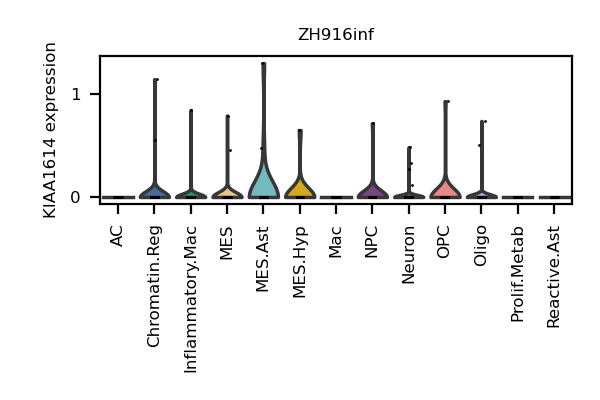 ZH916inf
KIAA1614 expression
1
0
AC
Chromatin.Reg
Inflammatory.Mac
MES
MES.Ast
MES.Hyp
Mac
NPC
Neuron
OPC
Oligo
Prolif.Metab
Reactive.Ast